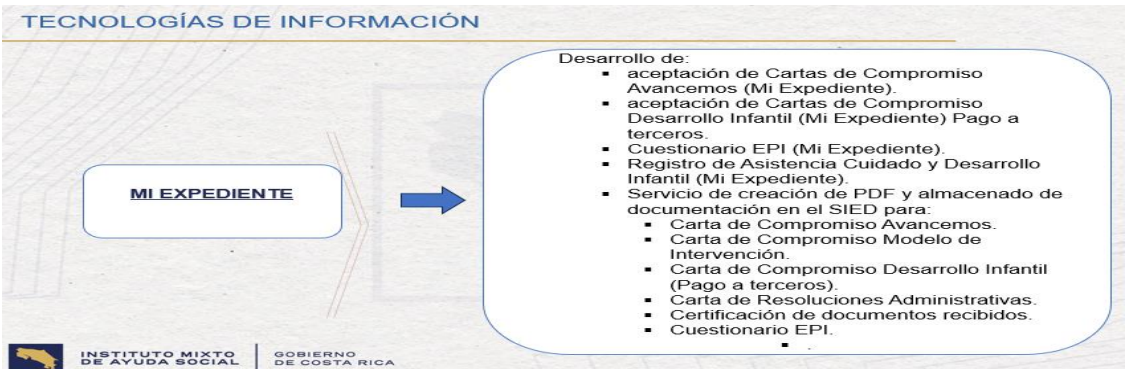 TECNOLOGÍAS DE INFORMACIÓN
MI EXPEDIENTE
Desarrollo de:
▪ aceptación de Cartas de Compromiso
Avancemos (Mi Expediente).
▪ aceptación de Cartas de Compromiso
Desarrollo Infantil (Mi Expediente) Pago a
terceros.
▪ Cuestionario EPI (Mi Expediente).
▪ Registro de Asistencia Cuidado y Desarrollo
Infantil (Mi Expediente).
▪ Servicio de creación de PDF y almacenado de
documentación en el SIED para:
▪ Carta de Compromiso Avancemos.
▪ Carta de Compromiso Modelo de
Intervención.
▪ Carta de Compromiso Desarrollo Infantil
(Pago a terceros).
▪ Carta de Resoluciones Administrativas.
▪ Certificación de documentos recibidos.
▪ Cuestionario EPI.
▪ .
INSTITUTO MIXTO
DE AYUDA SOCIAL
GOBIERNO
DE COSTA RICA